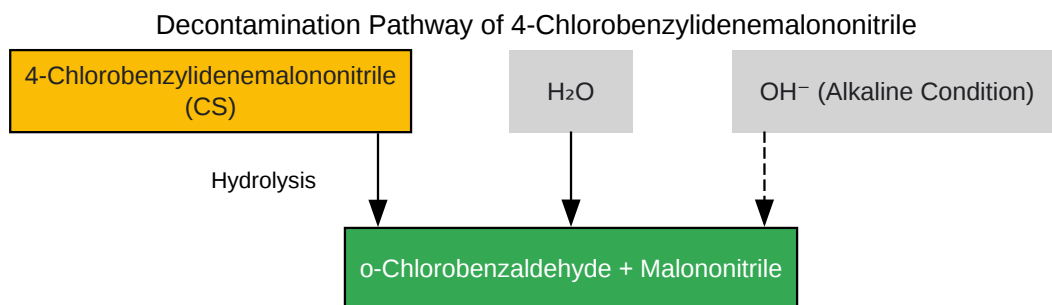 Decontamination Pathway of 4-Chlorobenzylidenemalononitrile
4-Chlorobenzylidenemalononitrile
(CS)
H₂O
OH⁻ (Alkaline Condition)
Hydrolysis
o-Chlorobenzaldehyde + Malononitrile